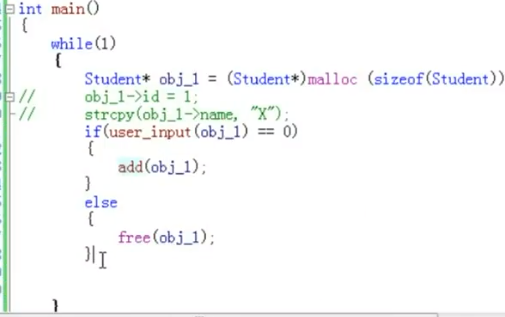 int main()
{
    while(1)
    {
        Student* obj_1 = (Student*)malloc (sizeof(Student))
//      obj_1->id = 1;
//      strcpy(obj_1->name, "X");
        if(user_input(obj_1) == 0)
        {
            add(obj_1);
        }
        else
        {
            free(obj_1);
        }

    }